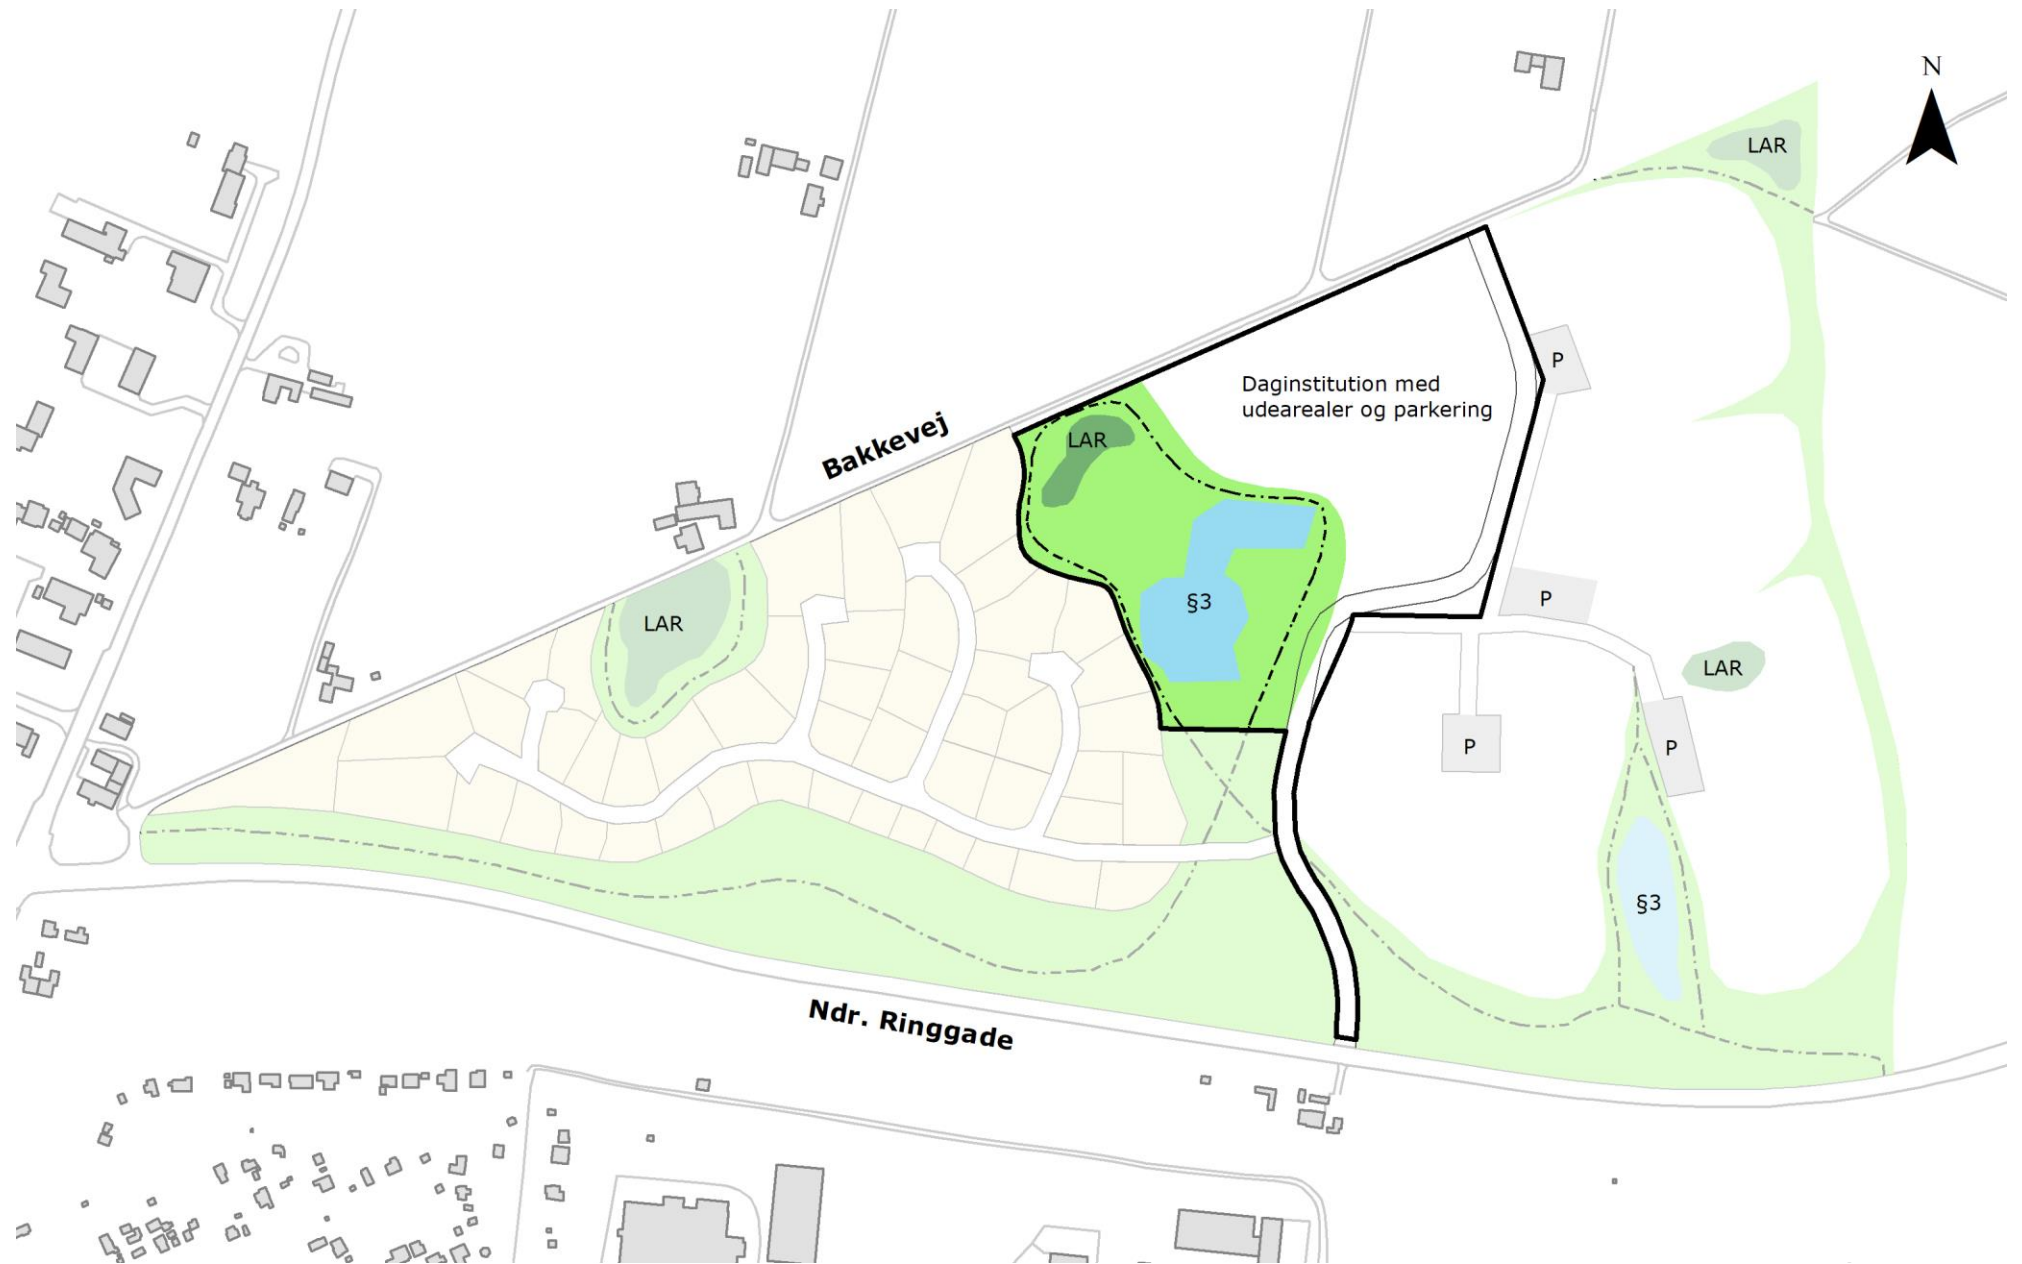 N
LAR
P
Daginstitution med
udearealer og parkering
Bakkevej
LAR
P
§3
LAR
LAR
P
P
§3
Ndr. Ringgade